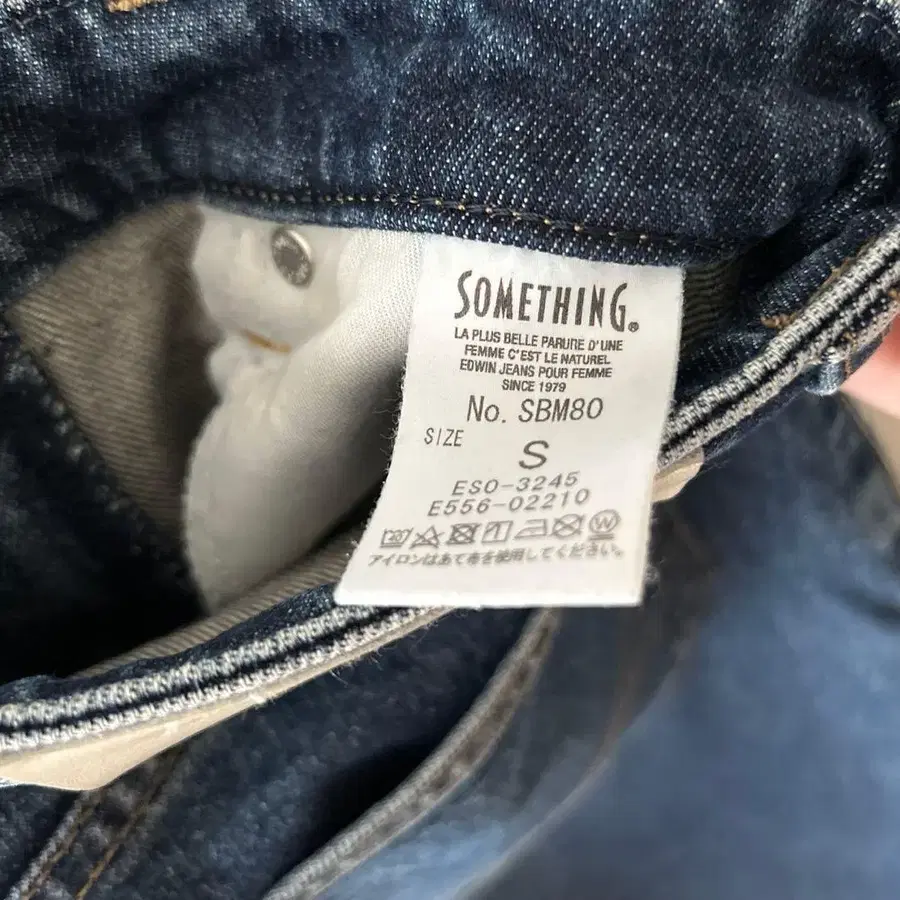 SOMETHING®
LA PLUS BELLE PARURE D'UNE
FEMME C'EST LE NATUREL
EDWIN JEANS POUR FEMME
SINCE 1979
No. SBM80
SIZE
S
ESO-3245
E556-02210
W
アイロンはあて布を使用してください。